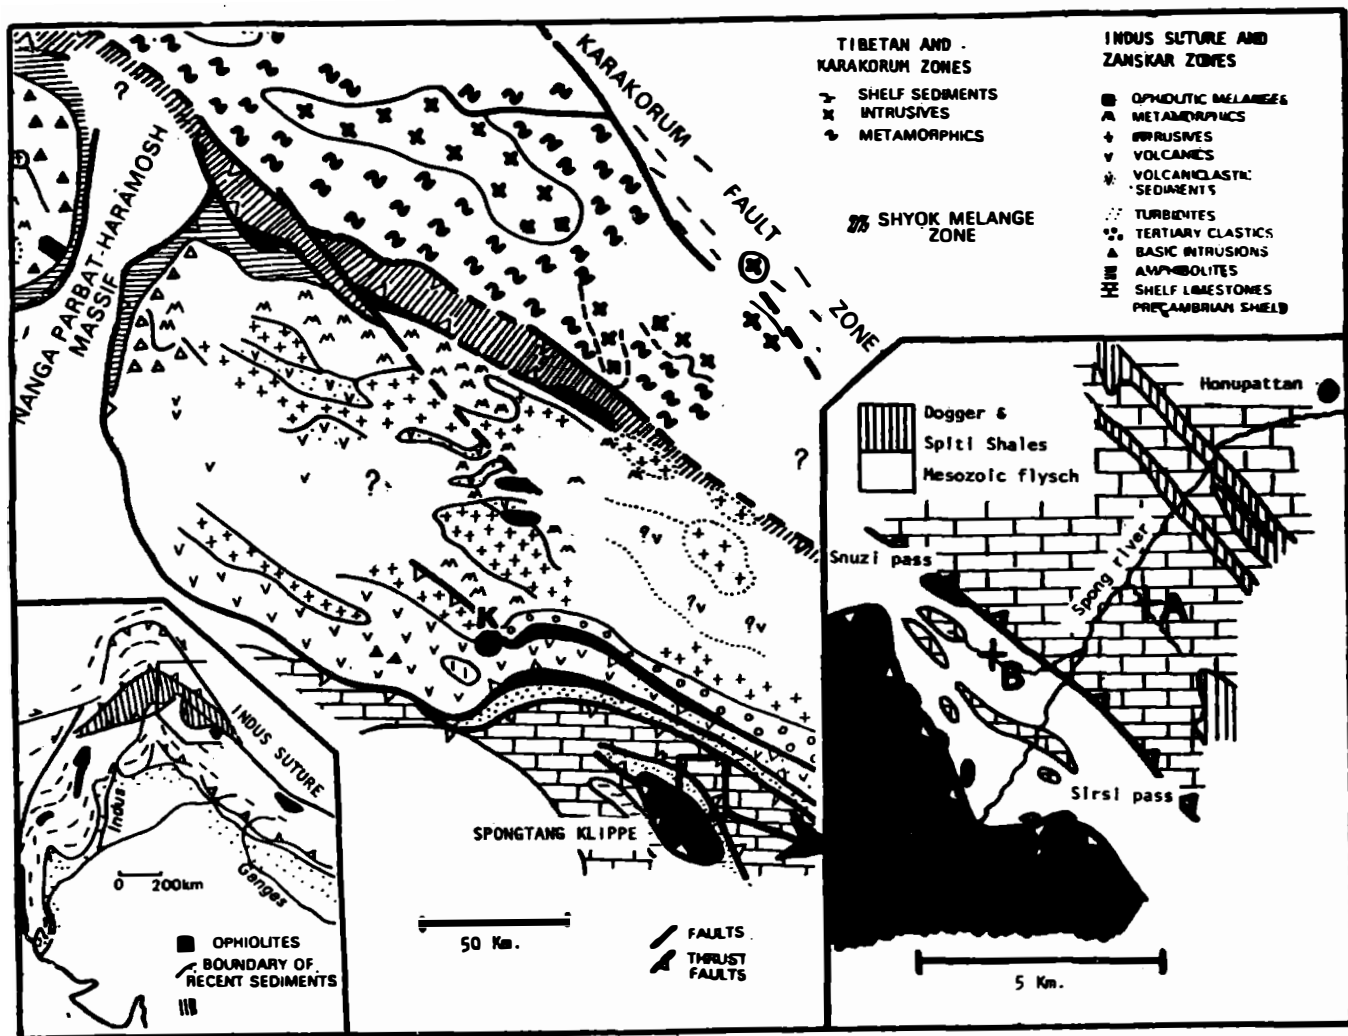 TIBETAN AND
KARAKORUM ZONES
SHELF SEDIMENTS
INTRUSIVES
METAMORPHICS
SHYOK MELANGE
ZONE
INDUS SUTURE AND
ZANSKAR ZONES
OPHIOLITIC MELANGES
METAMORPHICS
INTRUSIVES
VOLCANICS
VOLCANICLASTIC
SEDIMENTS
TURBIDITES
TERTIARY CLASTICS
BASIC INTRUSIONS
AMPHIBOLITES
SHELF LIMESTONES
PRECAMBRIAN SHIELD
KARAKORUM FAULT ZONE
NANGA PARBAT-HARAMOSH
MASSIF
?
?
?
?v
?v
?v
K
SPONGTANG KLIPPE
50 Km.
FAULTS
THRUST
FAULTS
INDUS SUTURE
Indus
Ganges
0 200km
OPHIOLITES
BOUNDARY OF
RECENT SEDIMENTS
Honupattan
Dogger &
Spiti Shales
Mesozoic flysch
Snuzi pass
Spong river
A
B
Sirsi pass
5 Km.